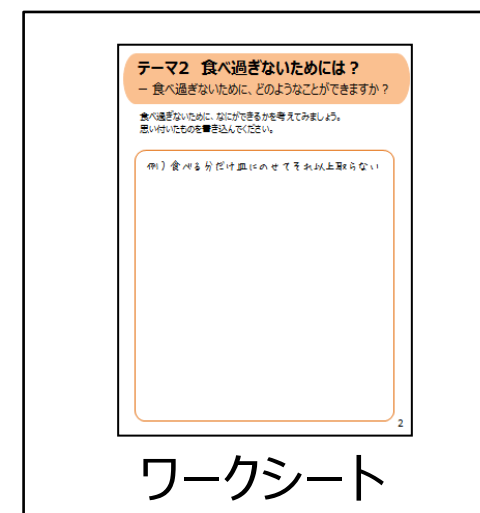 テーマ2 食べ過ぎないためには？
－ 食べ過ぎないために、どのようなことができますか？
食べ過ぎないために、なにができるかを考えてみましょう。
思い付いたものを書き込んでください。
例）食べる分だけ皿にのせてそれ以上取らない
2
ワークシート